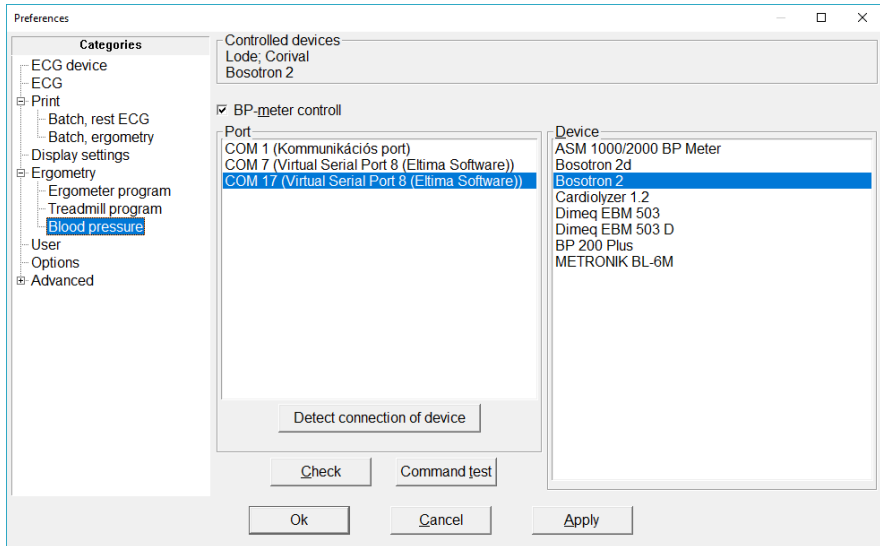 Preferences
Categories
ECG device
ECG
Print
Batch, rest ECG
Batch, ergometry
Display settings
Ergometry
Ergometer program
Treadmill program
Blood pressure
User
Options
Advanced
Controlled devices
Lode; Corival
Bosotron 2
BP-meter controll
Port
COM 1 (Kommunikációs port)
COM 7 (Virtual Serial Port 8 (Eltima Software))
COM 17 (Virtual Serial Port 8 (Eltima Software))
Detect connection of device
Check
Command test
Device
ASM 1000/2000 BP Meter
Bosotron 2d
Bosotron 2
Cardiolyzer 1.2
Dimeq EBM 503
Dimeq EBM 503 D
BP 200 Plus
METRONIK BL-6M
Ok
Cancel
Apply